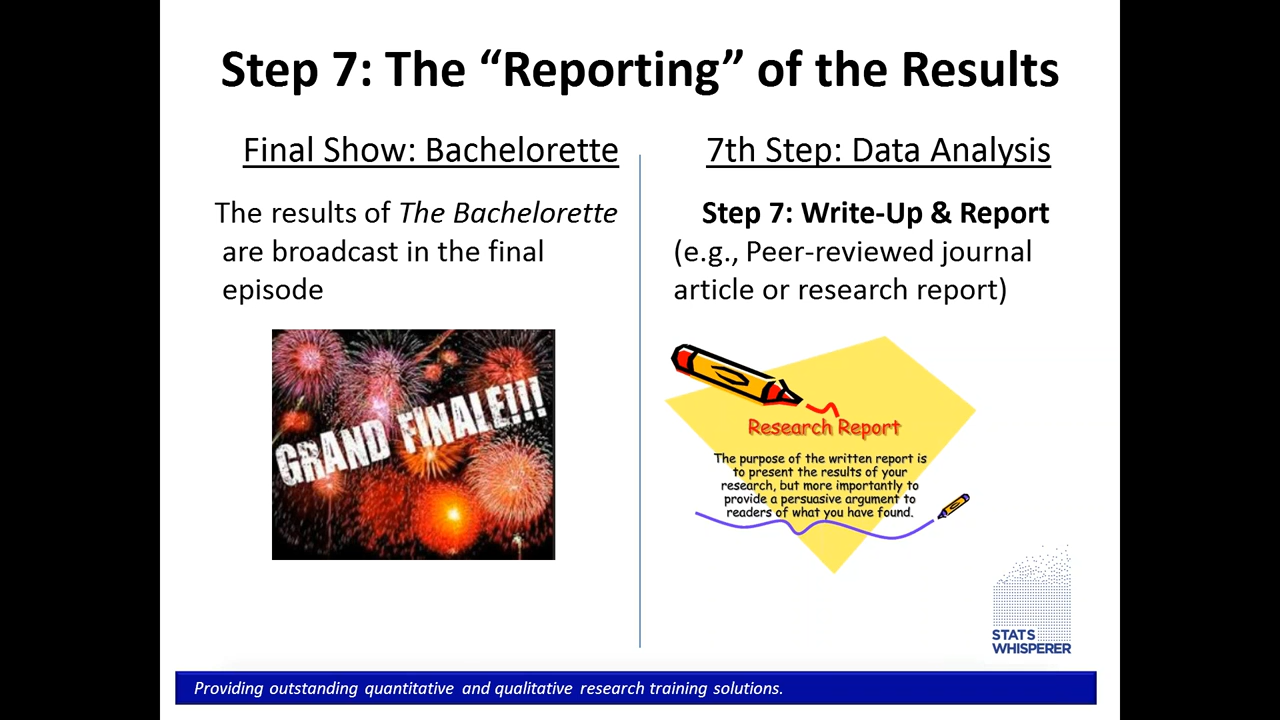 Step 7: The “Reporting” of the Results
Final Show: Bachelorette
The results of The Bachelorette
are broadcast in the final
episode
GRAND FINALE!!!
7th Step: Data Analysis
Step 7: Write-Up & Report
(e.g., Peer-reviewed journal
article or research report)
Research Report
The purpose of the written report is
to present the results of your
research, but more importantly to
provide a persuasive argument to
readers of what you have found.
STATS
WHISPERER
Providing outstanding quantitative and qualitative research training solutions.